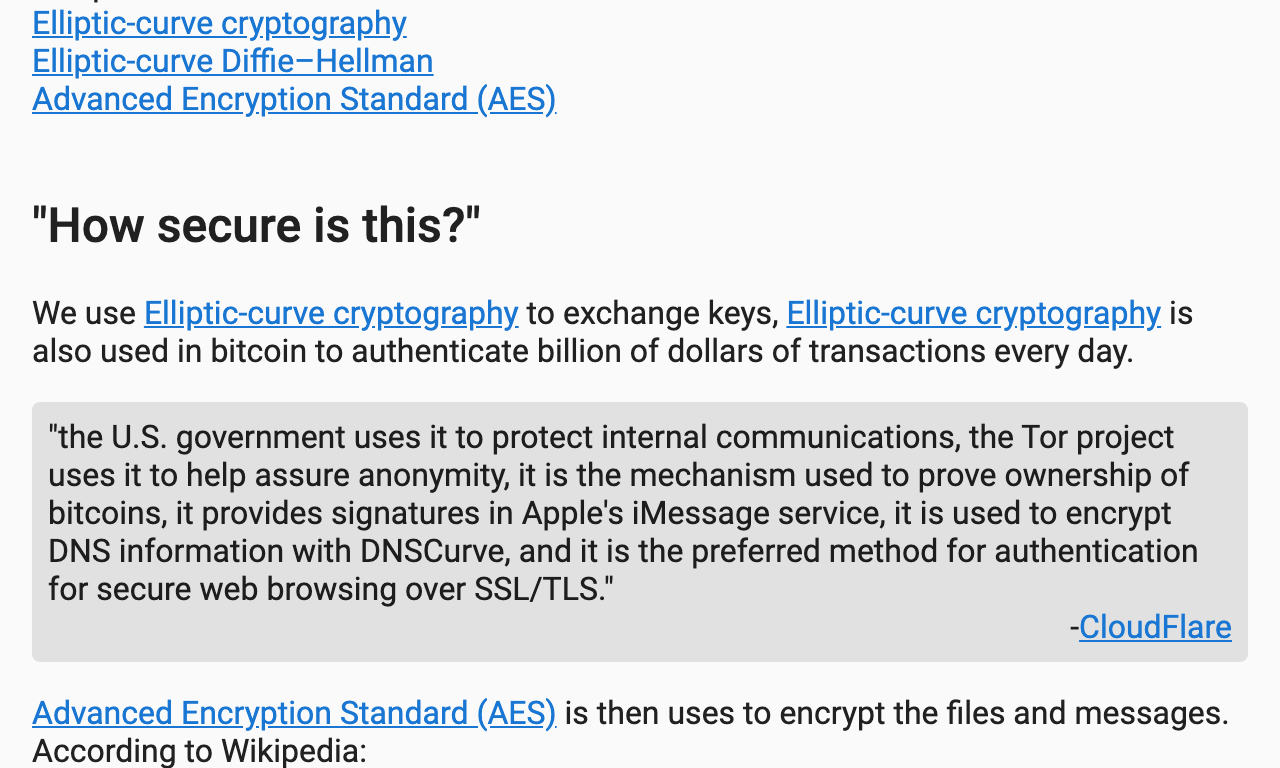 Elliptic-curve cryptography
Elliptic-curve Diffie–Hellman
Advanced Encryption Standard (AES)
"How secure is this?"
We use Elliptic-curve cryptography to exchange keys, Elliptic-curve cryptography is
also used in bitcoin to authenticate billion of dollars of transactions every day.
"the U.S. government uses it to protect internal communications, the Tor project
uses it to help assure anonymity, it is the mechanism used to prove ownership of
bitcoins, it provides signatures in Apple's iMessage service, it is used to encrypt
DNS information with DNSCurve, and it is the preferred method for authentication
for secure web browsing over SSL/TLS."
-CloudFlare
Advanced Encryption Standard (AES) is then uses to encrypt the files and messages.
According to Wikipedia: